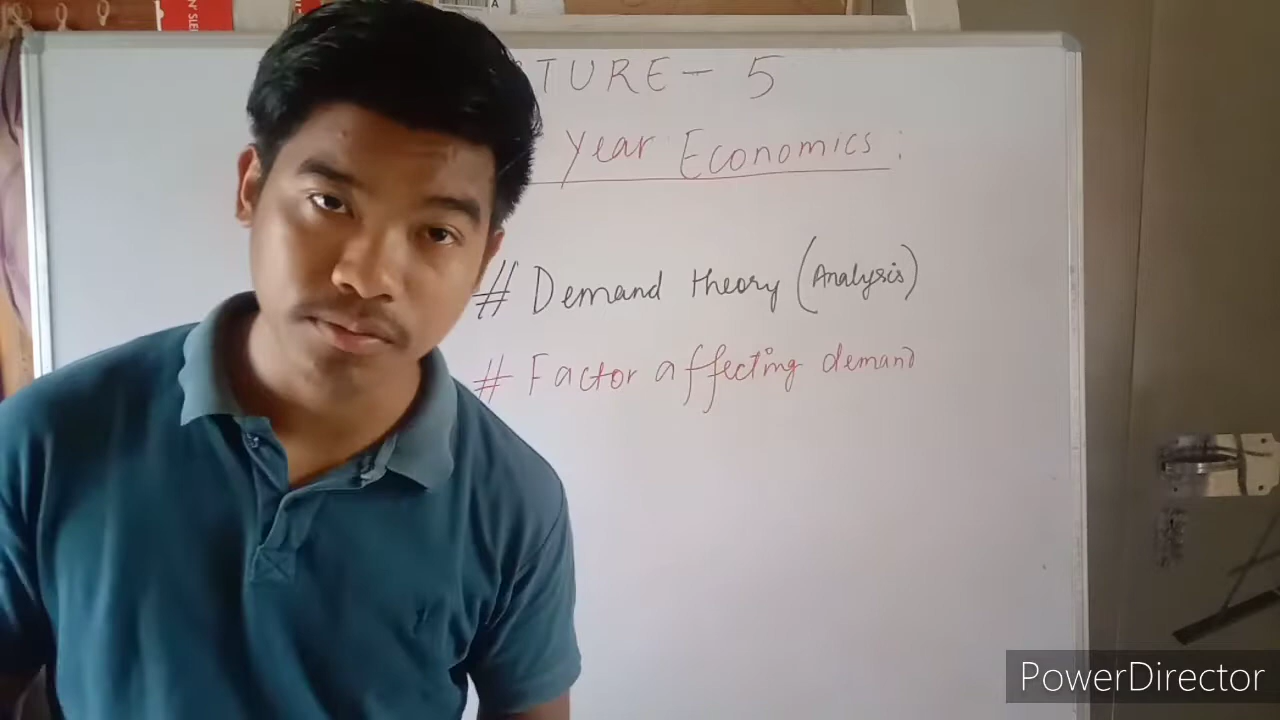 TURE - 5
Year Economics :
# Demand theory (Analysis)
# Factor affecting demand
PowerDirector